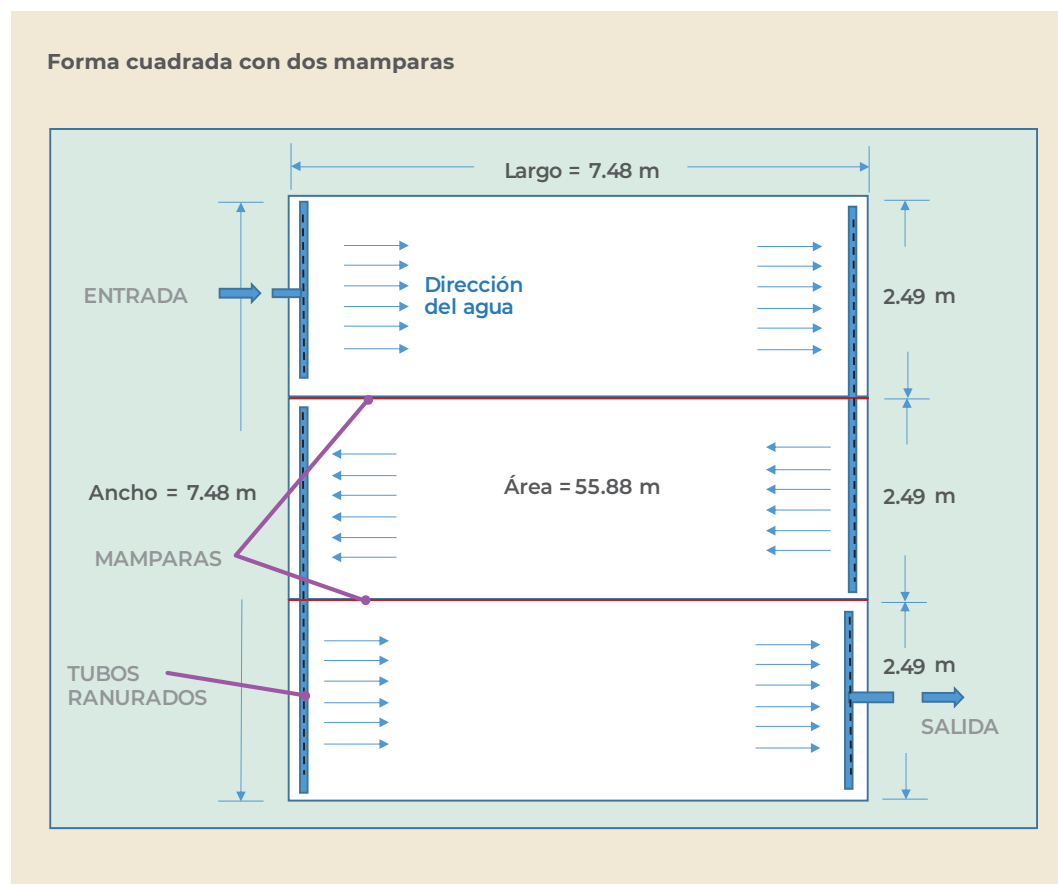 Forma cuadrada con dos mamparas
Largo = 7.48 m
ENTRADA
Dirección
del agua
2.49 m
Ancho = 7.48 m
Área = 55.88 m
2.49 m
MAMPARAS
TUBOS
RANURADOS
2.49 m
SALIDA